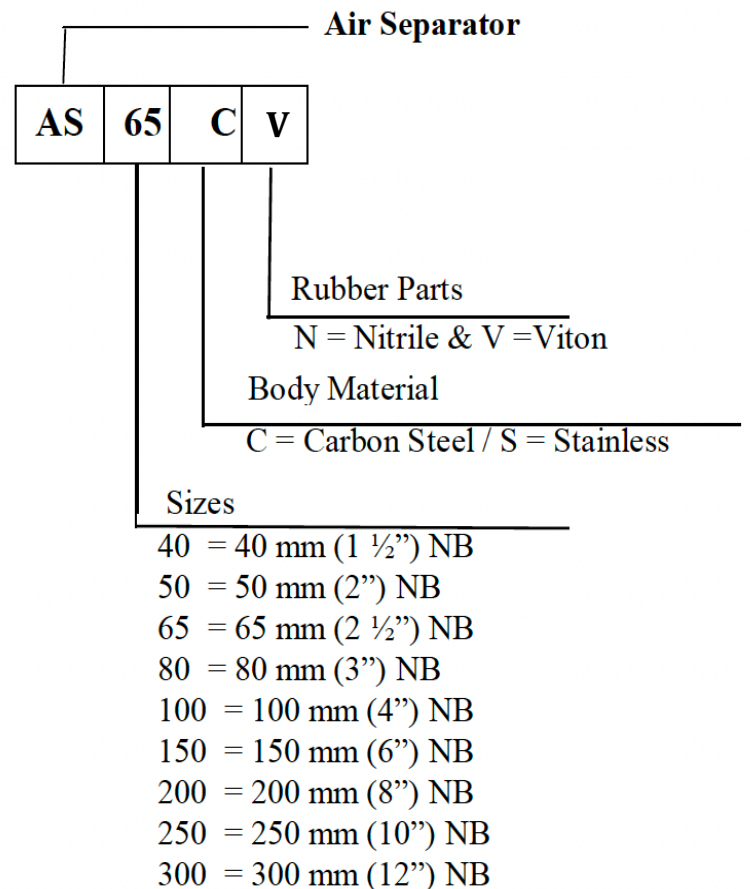 Air Separator
AS 65 C V
Rubber Parts
N = Nitrile & V =Viton
Body Material
C = Carbon Steel / S = Stainless
Sizes
40 = 40 mm (1 ½”) NB
50 = 50 mm (2”) NB
65 = 65 mm (2 ½”) NB
80 = 80 mm (3”) NB
100 = 100 mm (4”) NB
150 = 150 mm (6”) NB
200 = 200 mm (8”) NB
250 = 250 mm (10”) NB
300 = 300 mm (12”) NB